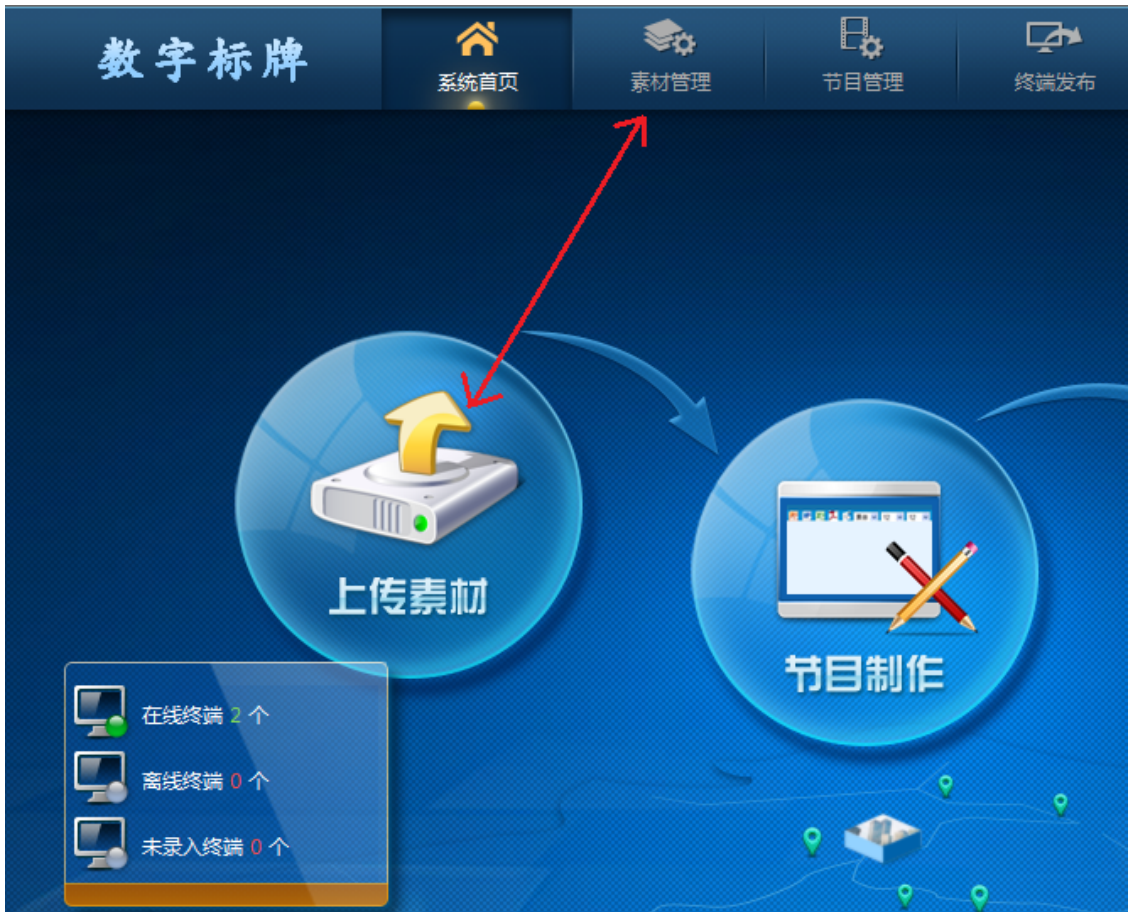 数字标牌
系统首页
素材管理
节目管理
终端发布
上传素材
节目制作
在线终端 2 个
离线终端 0 个
未录入终端 0 个